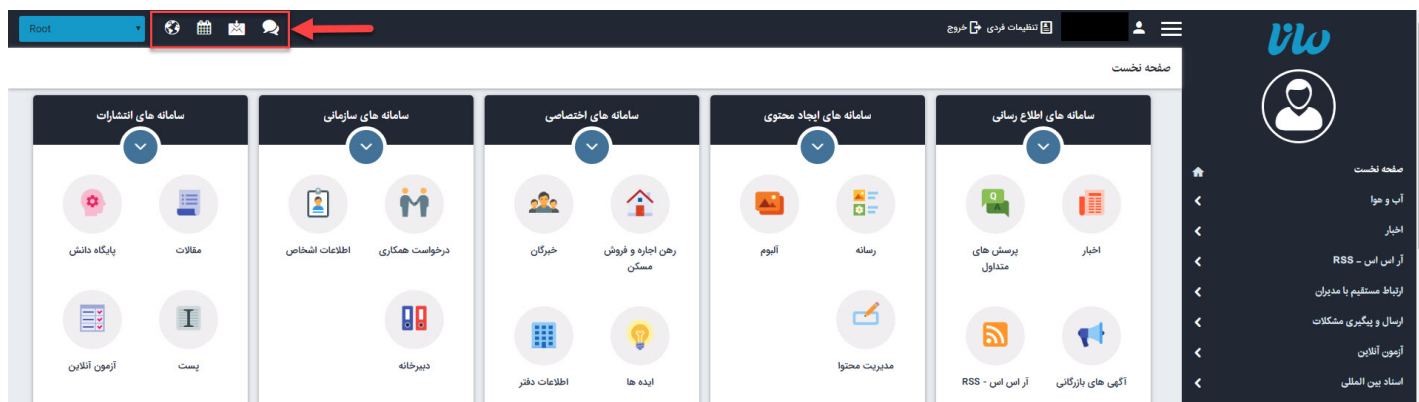 لیلو
تنظیمات فردی خروج
Root
صفحه نخست
سامانه های اطلاع رسانی
اخبار
پرسش های
متداول
آگهی های بازرگانی
آر اس اس - RSS
سامانه های ایجاد محتوی
رسانه
آلبوم
مدیریت محتوا
سامانه های اختصاصی
رهن اجاره و فروش
مسکن
خبرگان
ایده ها
اطلاعات دفتر
سامانه های سازمانی
درخواست همکاری
اطلاعات اشخاص
دبیرخانه
سامانه های انتشارات
مقالات
پایگاه دانش
پست
آزمون آنلاین
صفحه نخست
آب و هوا
اخبار
آر اس اس - RSS
ارتباط مستقیم با مدیران
ارسال و پیگیری مشکلات
آزمون آنلاین
اسناد بین المللی